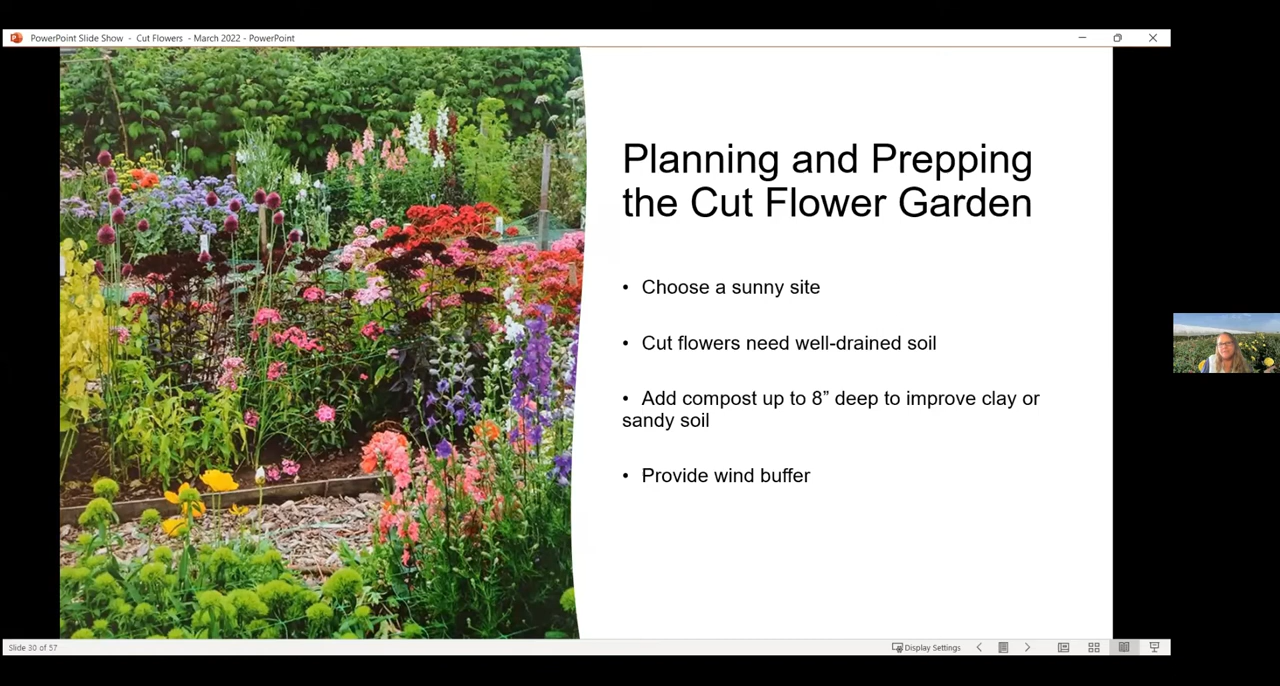 PowerPoint Slide Show - Cut Flowers - March 2022 - PowerPoint
Planning and Prepping
the Cut Flower Garden
• Choose a sunny site
• Cut flowers need well-drained soil
• Add compost up to 8” deep to improve clay or
sandy soil
• Provide wind buffer
Slide 30 of 57
Display Settings